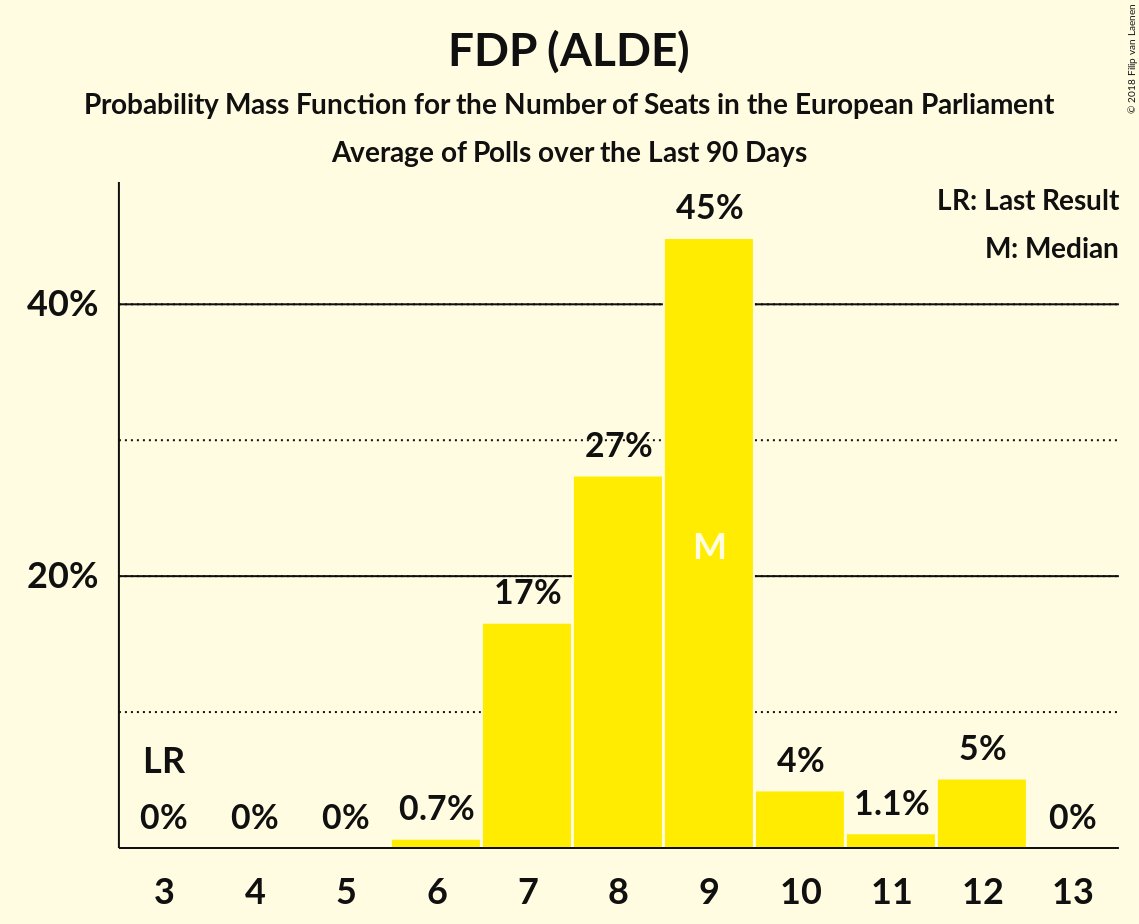 FDP (ALDE)
Probability Mass Function for the Number of Seats in the European Parliament
Average of Polls over the Last 90 Days
© 2018 Filip van Laenen
LR: Last Result
M: Median
45%
40%
27%
M
20%
17%
LR
5%
4%
0%
0%
0%
0.7%
1.1%
0%
3 4 5 6 7 8 9 10 11 12 13